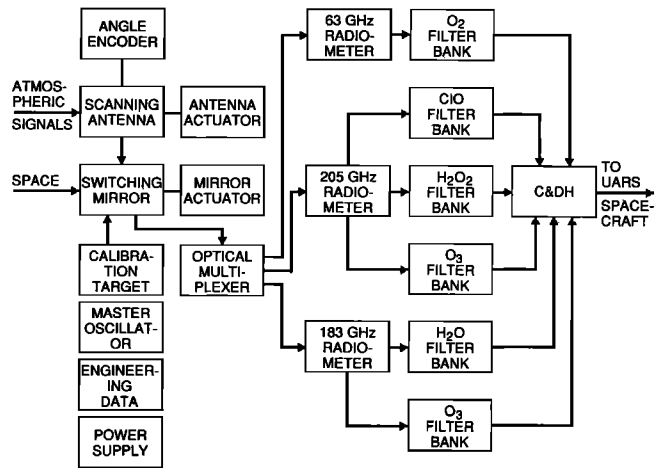 ANGLE
ENCODER
ATMOS-
PHERIC
SIGNALS
SCANNING
ANTENNA
ANTENNA
ACTUATOR
SPACE
SWITCHING
MIRROR
MIRROR
ACTUATOR
CALIBRA-
TION
TARGET
OPTICAL
MULTI-
PLEXER
MASTER
OSCILLAT-
OR
ENGINEER-
ING
DATA
POWER
SUPPLY
63 GHz
RADIO-
METER
O₂
FILTER
BANK
ClO
FILTER
BANK
205 GHz
RADIO-
METER
H₂O₂
FILTER
BANK
O₃
FILTER
BANK
183 GHz
RADIO-
METER
H₂O
FILTER
BANK
O₃
FILTER
BANK
C&DH
TO
UARS
SPACE-
CRAFT